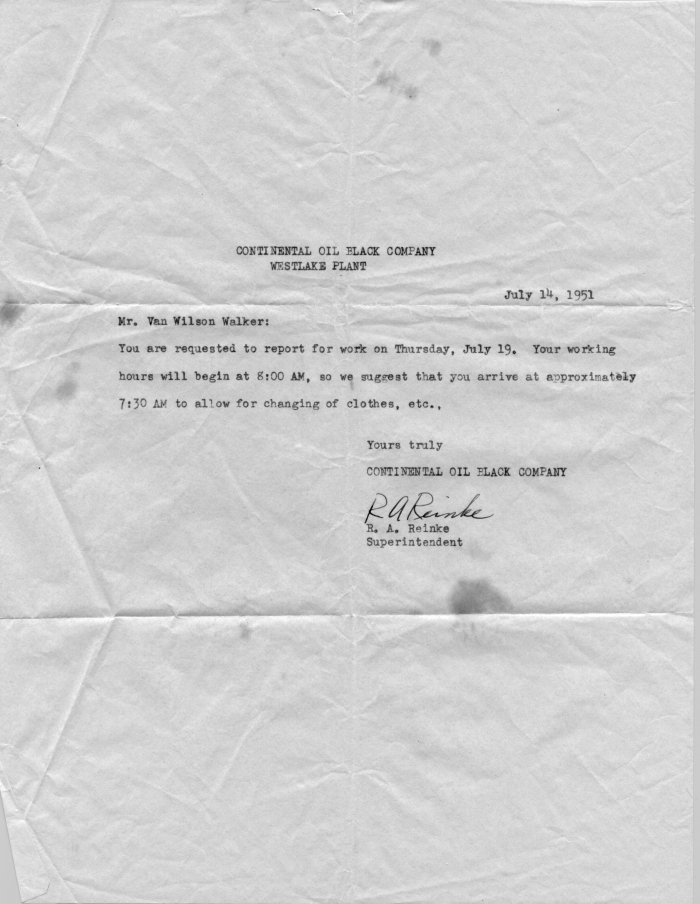 CONTINENTAL OIL BLACK COMPANY
WESTLAKE PLANT
July 14, 1951
Mr. Van Wilson Walker:
You are requested to report for work on Thursday, July 19. Your working
hours will begin at 8:00 AM, so we suggest that you arrive at approximately
7:30 AM to allow for changing of clothes, etc.,
Yours truly
CONTINENTAL OIL BLACK COMPANY
R A Reinke
R. A. Reinke
Superintendent